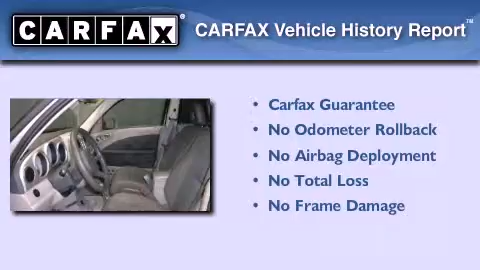 CARFAX® CARFAX Vehicle History Report™
• Carfax Guarantee
• No Odometer Rollback
• No Airbag Deployment
• No Total Loss
• No Frame Damage